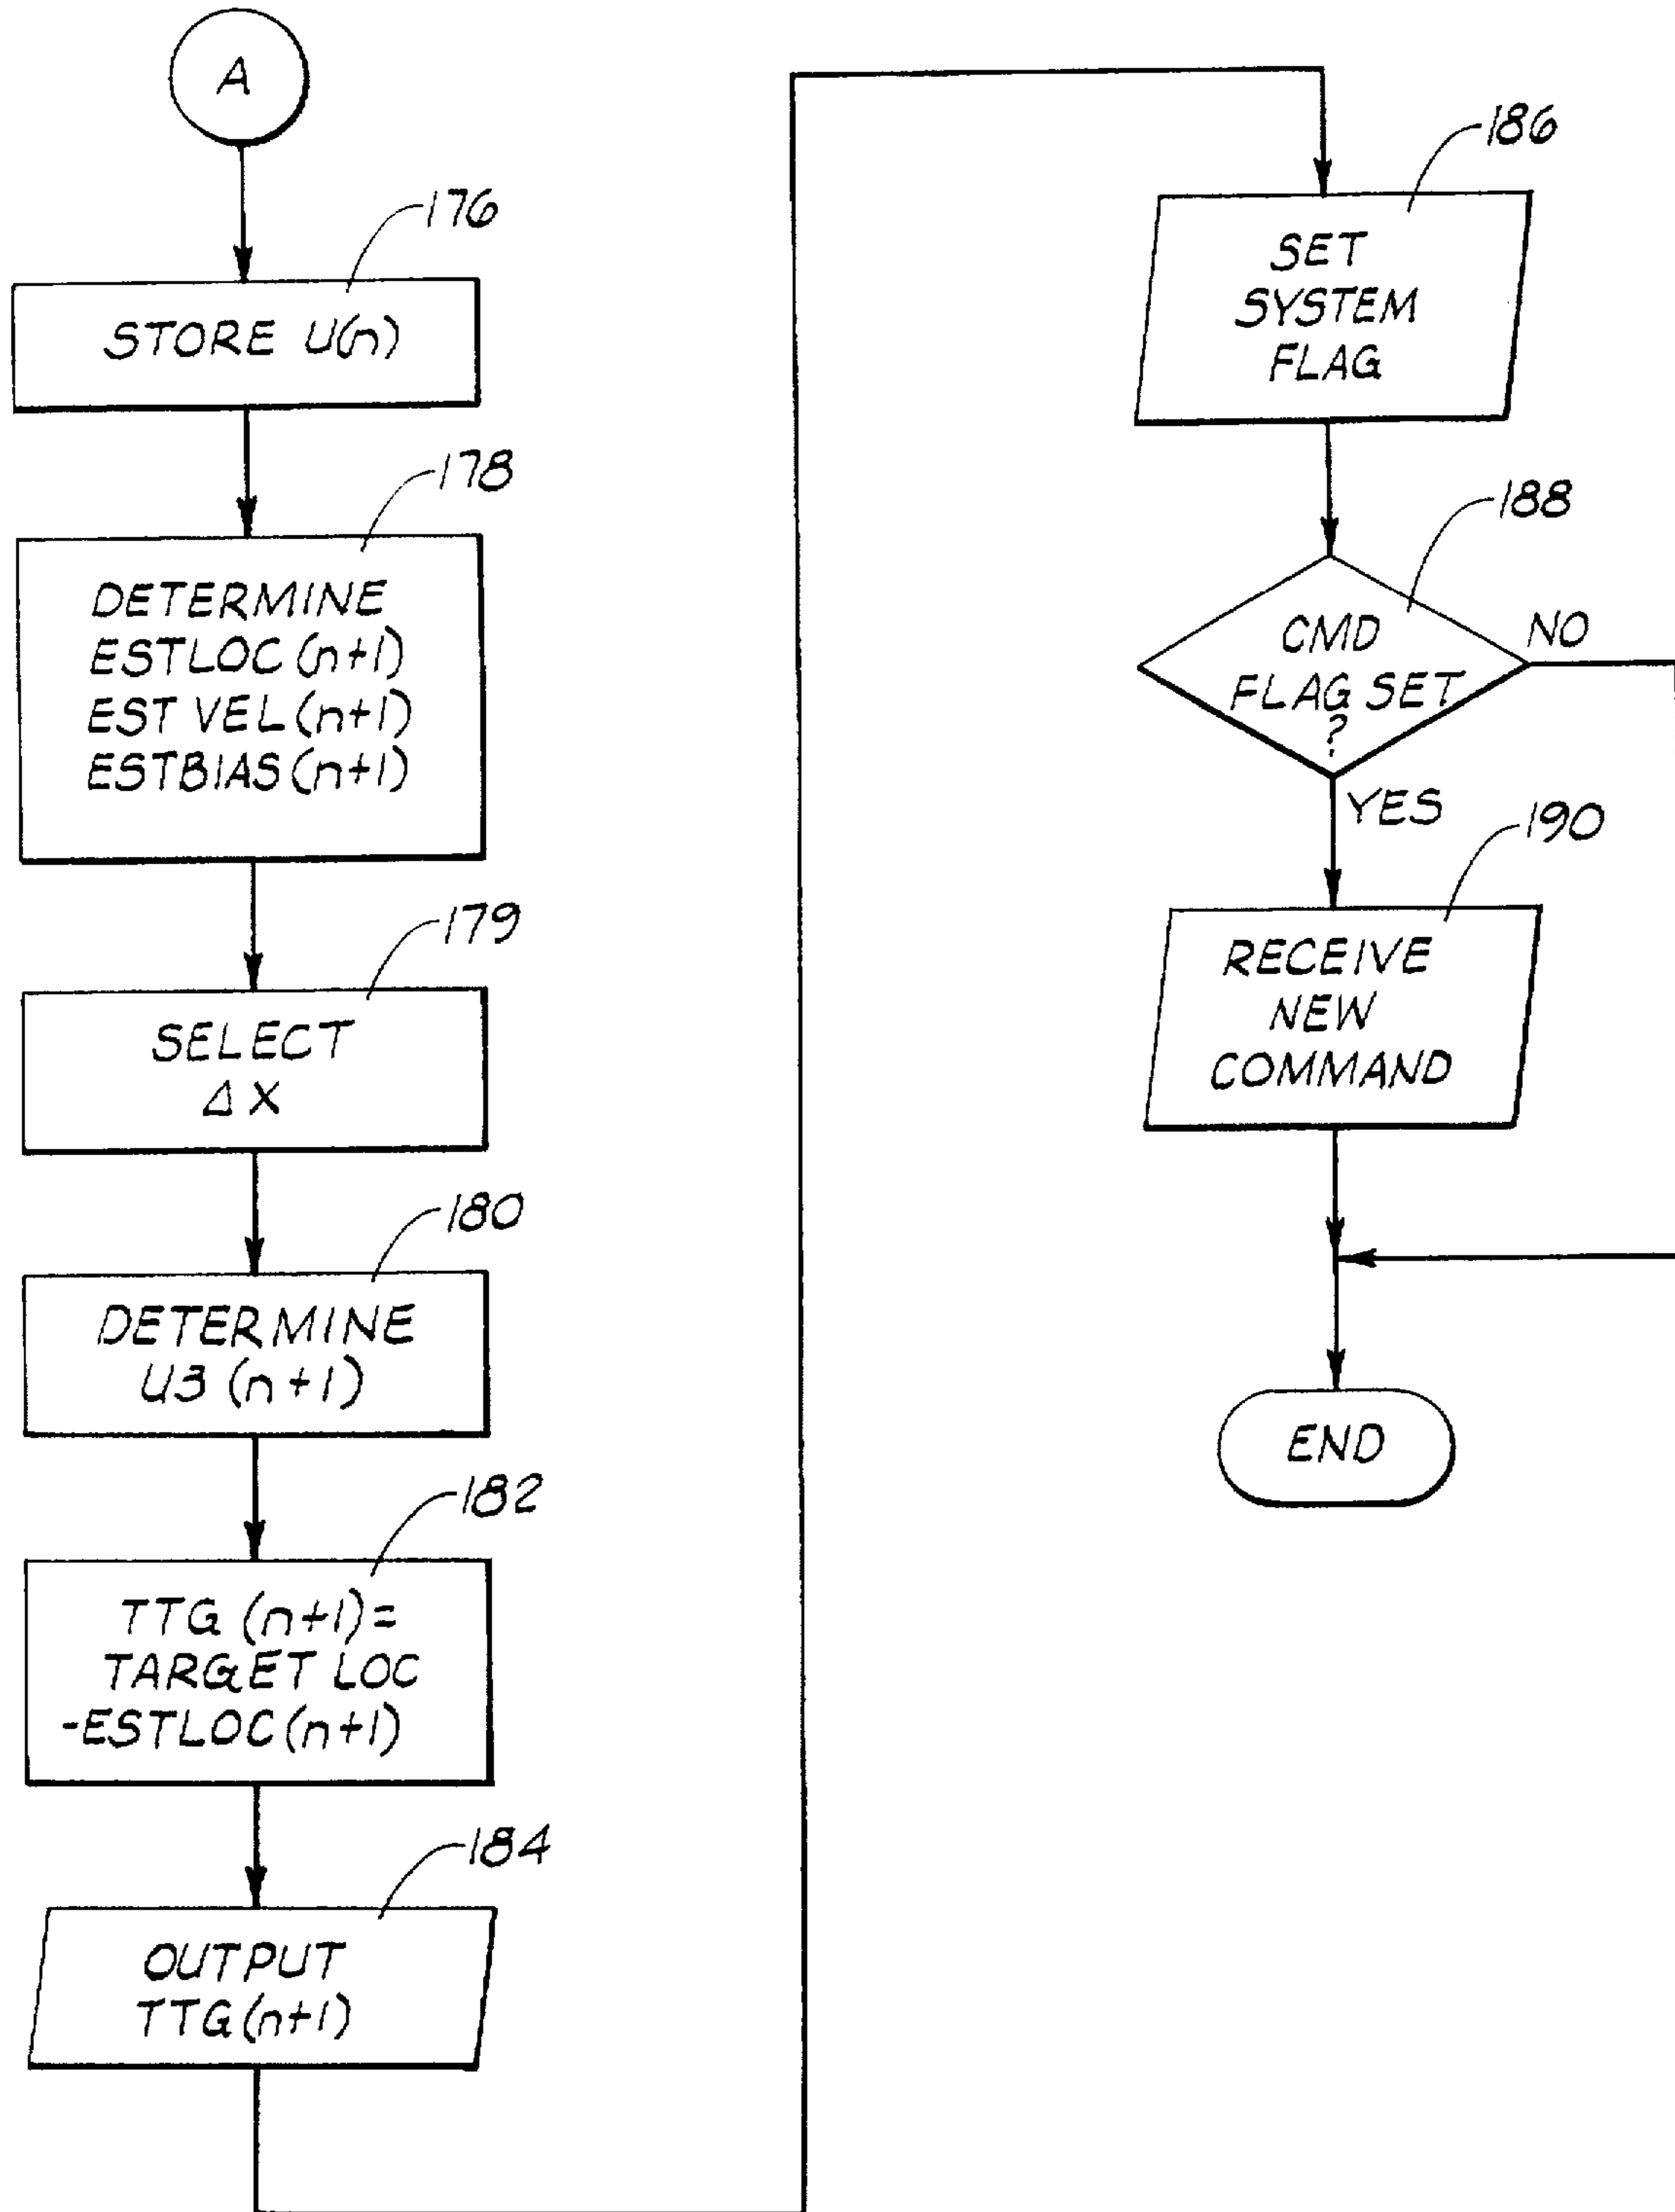 A
176
STORE U(n)
178
DETERMINE
ESTLOC(n+1)
EST VEL(n+1)
ESTBIAS(n+1)
179
SELECT
Δ X
180
DETERMINE
U3 (n+1)
182
TTG (n+1)=
TARGET LOC
-ESTLOC(n+1)
184
OUTPUT
TTG(n+1)
186
SET
SYSTEM
FLAG
188
CMD
FLAG SET
?
NO
YES
190
RECEIVE
NEW
COMMAND
END